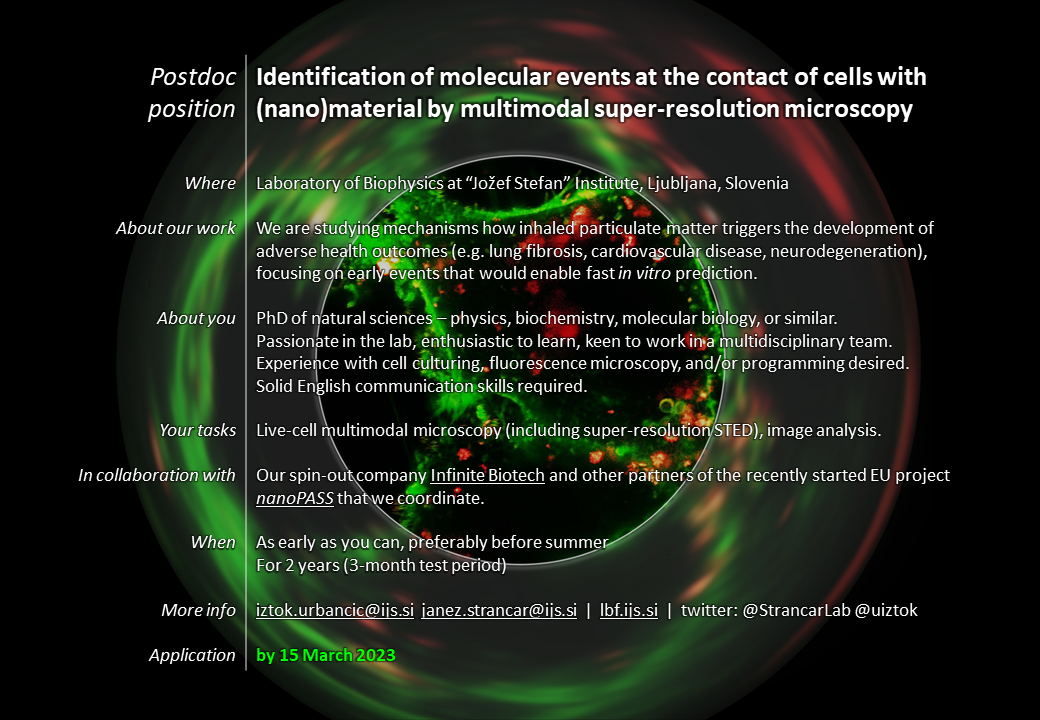 Postdoc position
Identification of molecular events at the contact of cells with
(nano)material by multimodal super-resolution microscopy
Where
Laboratory of Biophysics at “Jožef Stefan” Institute, Ljubljana, Slovenia
About our work
We are studying mechanisms how inhaled particulate matter triggers the development of
adverse health outcomes (e.g. lung fibrosis, cardiovascular disease, neurodegeneration),
focusing on early events that would enable fast in vitro prediction.
About you
PhD of natural sciences – physics, biochemistry, molecular biology, or similar.
Passionate in the lab, enthusiastic to learn, keen to work in a multidisciplinary team.
Experience with cell culturing, fluorescence microscopy, and/or programming desired.
Solid English communication skills required.
Your tasks
Live-cell multimodal microscopy (including super-resolution STED), image analysis.
In collaboration with
Our spin-out company Infinite Biotech and other partners of the recently started EU project
nanoPASS that we coordinate.
When
As early as you can, preferably before summer
For 2 years (3-month test period)
More info
iztok.urbancic@ijs.si janez.strancar@ijs.si | lbf.ijs.si | twitter: @StrancarLab @uiztok
Application
by 15 March 2023